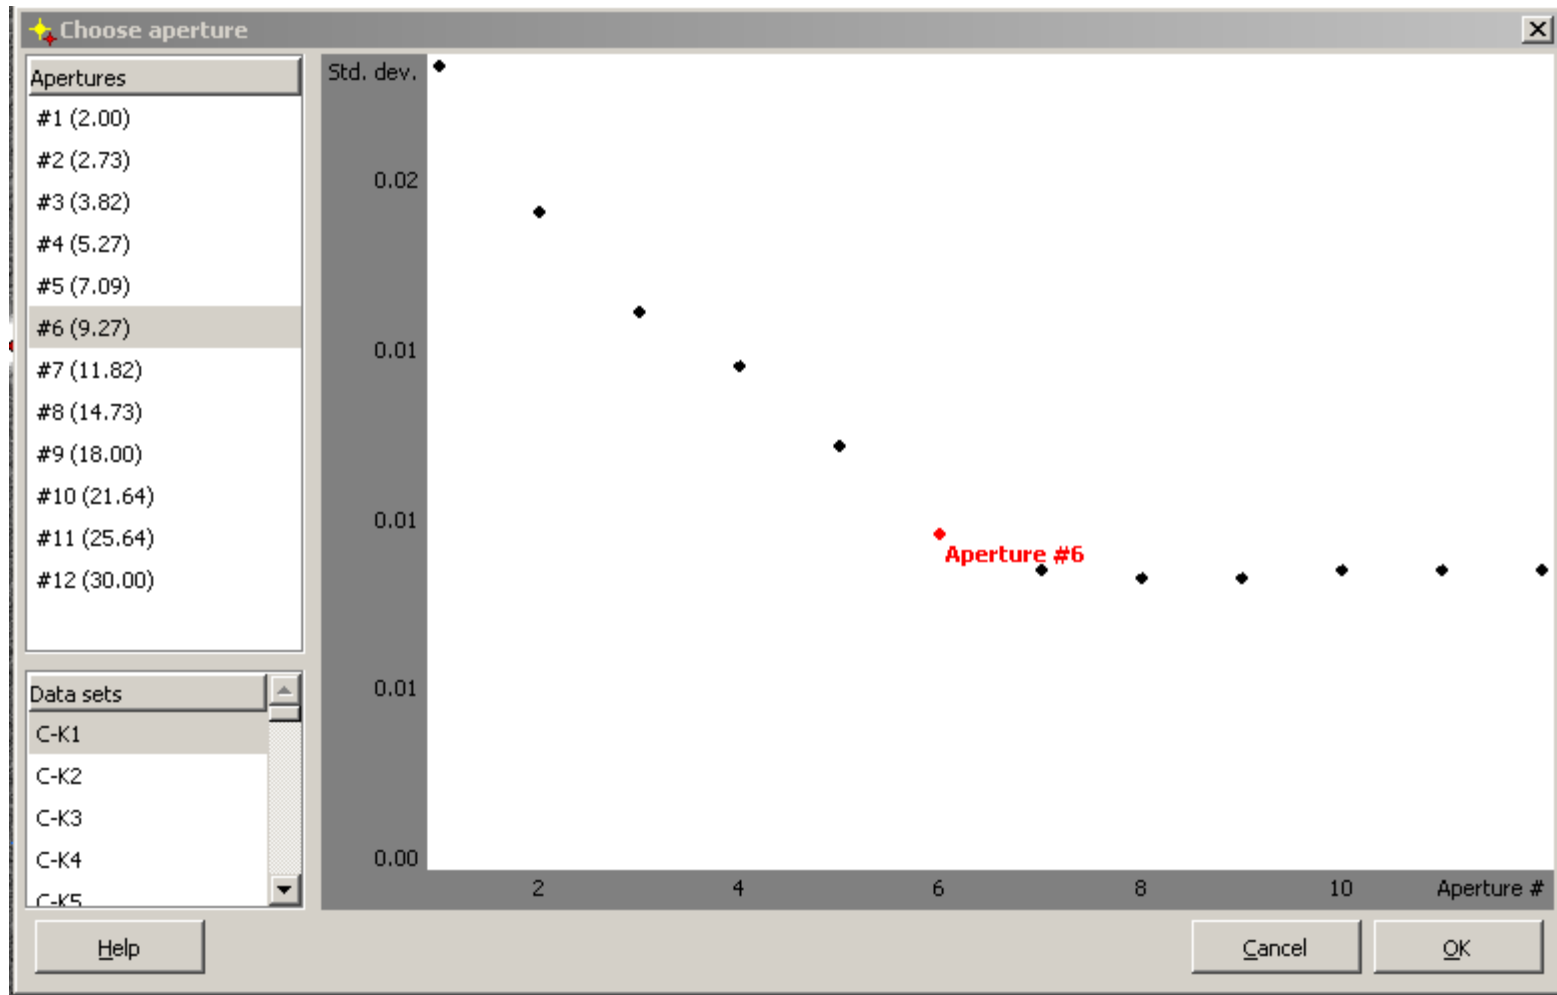 Choose aperture
Apertures
#1 (2.00)
#2 (2.73)
#3 (3.82)
#4 (5.27)
#5 (7.09)
#6 (9.27)
#7 (11.82)
#8 (14.73)
#9 (18.00)
#10 (21.64)
#11 (25.64)
#12 (30.00)
Data sets
C-K1
C-K2
C-K3
C-K4
C-K5
Std. dev.
0.02
0.01
0.01
0.01
0.00
Aperture #6
2 4 6 8 10 Aperture #
Help Cancel OK